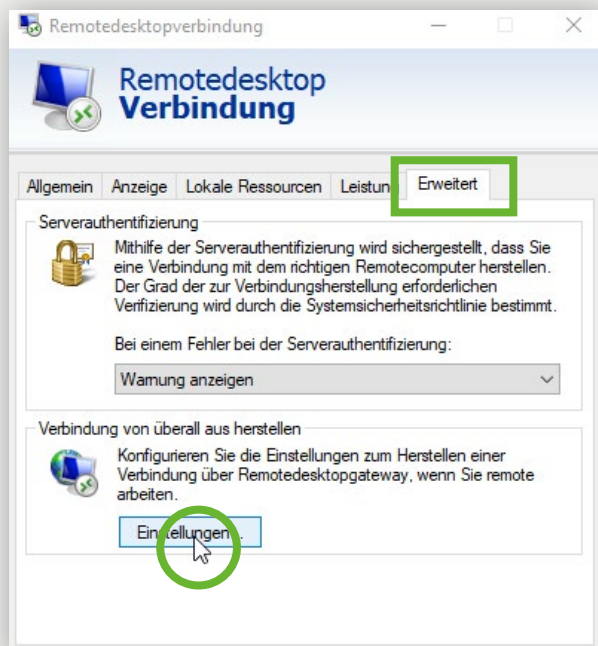 Remotedesktopverbindung
Remotedesktop
Verbindung
Allgemein Anzeige Lokale Ressourcen Leistun Erweitert
Serverauthentifizierung
Mithilfe der Serverauthentifizierung wird sichergestellt, dass Sie
eine Verbindung mit dem richtigen Remotecomputer herstellen.
Der Grad der zur Verbindungsherstellung erforderlichen
Verifizierung wird durch die Systemsicherheitsrichtlinie bestimmt.
Bei einem Fehler bei der Serverauthentifizierung:
Warnung anzeigen
Verbindung von überall aus herstellen
Konfigurieren Sie die Einstellungen zum Herstellen einer
Verbindung über Remotedesktopgateway, wenn Sie remote
arbeiten.
Einstellungen...